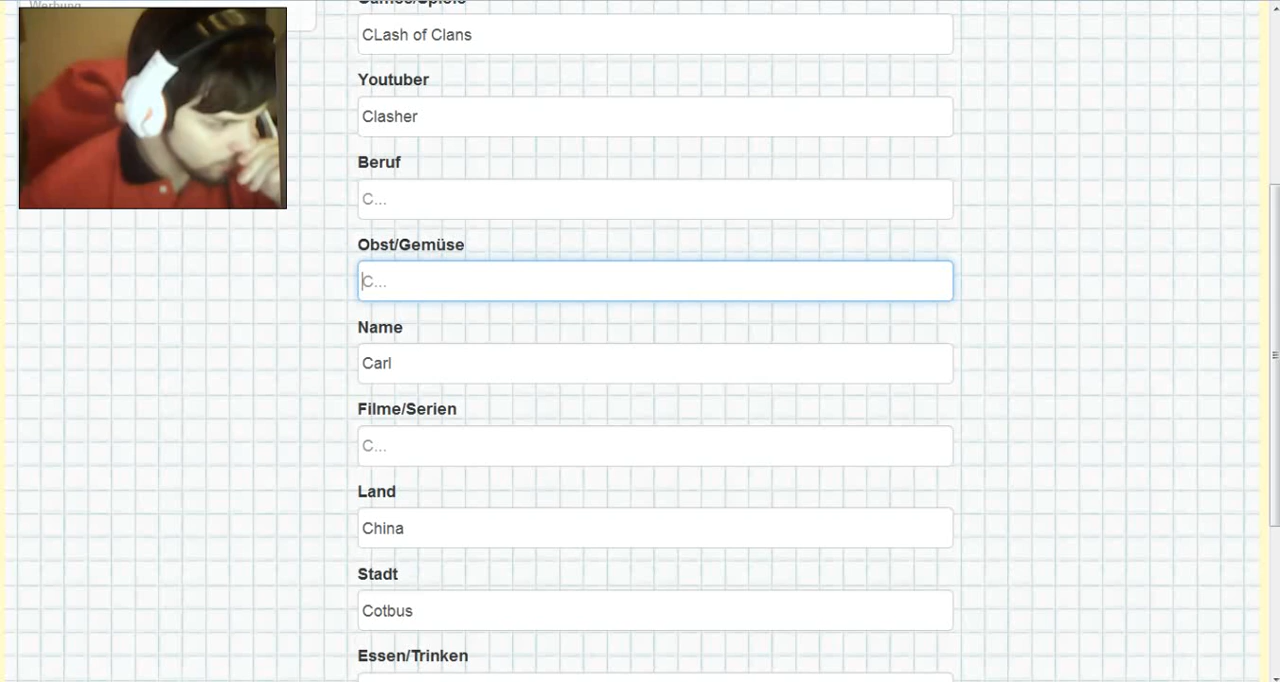 Werbung
Games/Spiele
CLash of Clans
Youtuber
Clasher
Beruf
C...
Obst/Gemüse
C...
Name
Carl
Filme/Serien
C...
Land
China
Stadt
Cotbus
Essen/Trinken